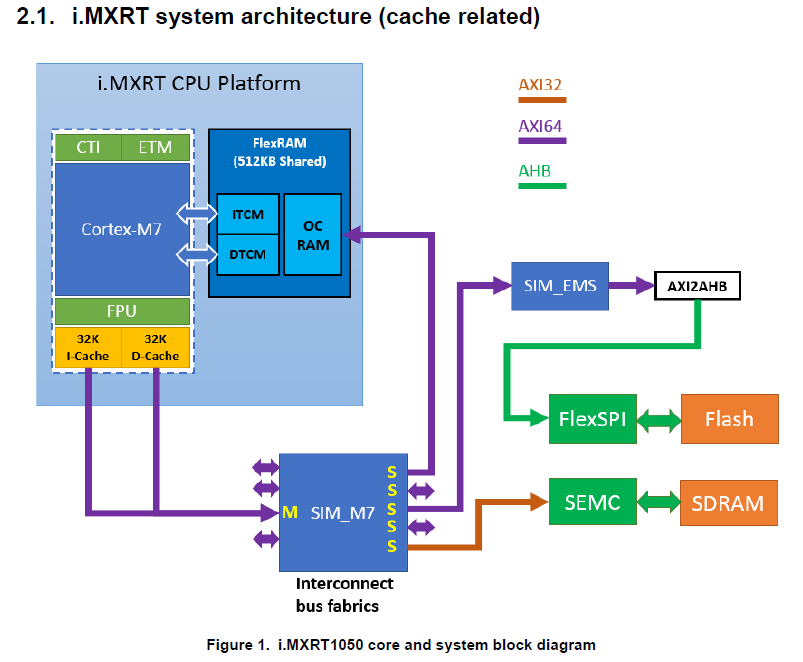 2.1. i.MXRT system architecture (cache related)
i.MXRT CPU Platform
CTI
ETM
Cortex-M7
FPU
32K
I-Cache
32K
D-Cache
FlexRAM
(512KB Shared)
ITCM
DTCM
OC
RAM
AXI32
AXI64
AHB
SIM_EMS
AXI2AHB
FlexSPI
Flash
SEMC
SDRAM
M
SIM_M7
S
S
S
S
S
Interconnect
bus fabrics
Figure 1. i.MXRT1050 core and system block diagram